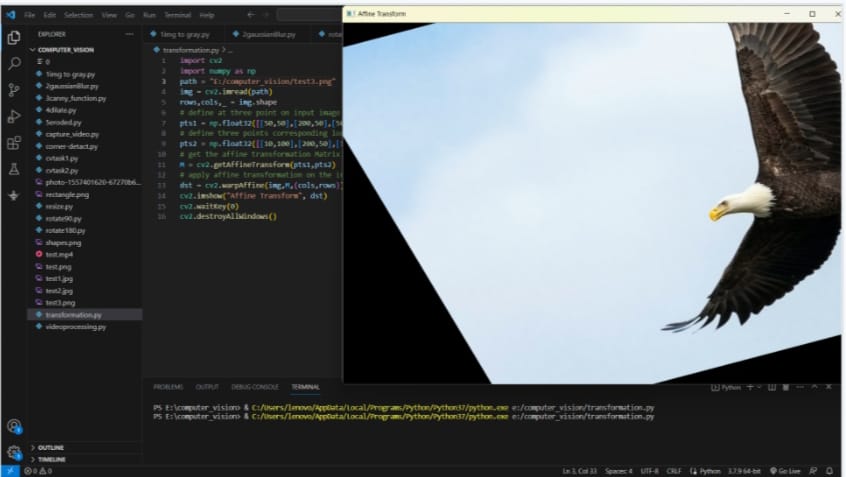 File Edit Selection View Go Run Terminal Help
Affine Transform
EXPLORER
1img to gray.py
2gaussianBlur.py
COMPUTER_VISION
transformation.py > ...
0
1img to gray.py
2gaussianBlur.py
3canny_function.py
4dilate.py
5eroded.py
capture_video.py
corner-detact.py
cvtask1.py
cvtask2.py
photo-1557401620-67270b6...
rectangle.png
resize.py
rotate90.py
rotate180.py
shapes.png
test.mp4
test.png
test1.jpg
test2.jpg
test3.png
transformation.py
videoprocessing.py
1 import cv2
2 import numpy as np
3 path = "E:/computer_vision/test3.png"
4 img = cv2.imread(path)
5 rows,cols,_ = img.shape
6 # define at three point on input image
7 pts1 = np.float32([[50,50],[200,50],[5
8 # define three points corresponding
9 pts2 = np.float32([[10,100],[200,50],[
10 # get the affine transformation Matrix
11 M = cv2.getAffineTransform(pts1,pts2)
12 # apply affine transformation on the
13 dst = cv2.warpAffine(img,M,(cols,rows))
14 cv2.imshow("Affine Transform", dst)
15 cv2.waitKey(0)
16 cv2.destroyAllWindows()
PROBLEMS OUTPUT DEBUG CONSOLE TERMINAL
Python
PS E:\computer_vision> & C:/Users/lenovo/AppData/Local/Programs/Python/Python37/python.exe e:/computer_vision/transformation.py
PS E:\computer_vision> & C:/Users/lenovo/AppData/Local/Programs/Python/Python37/python.exe e:/computer_vision/transformation.py
OUTLINE
TIMELINE
0 0
Ln 3, Col 33 Spaces: 4 UTF-8 CRLF Python 3.7.9 64-bit Go Live